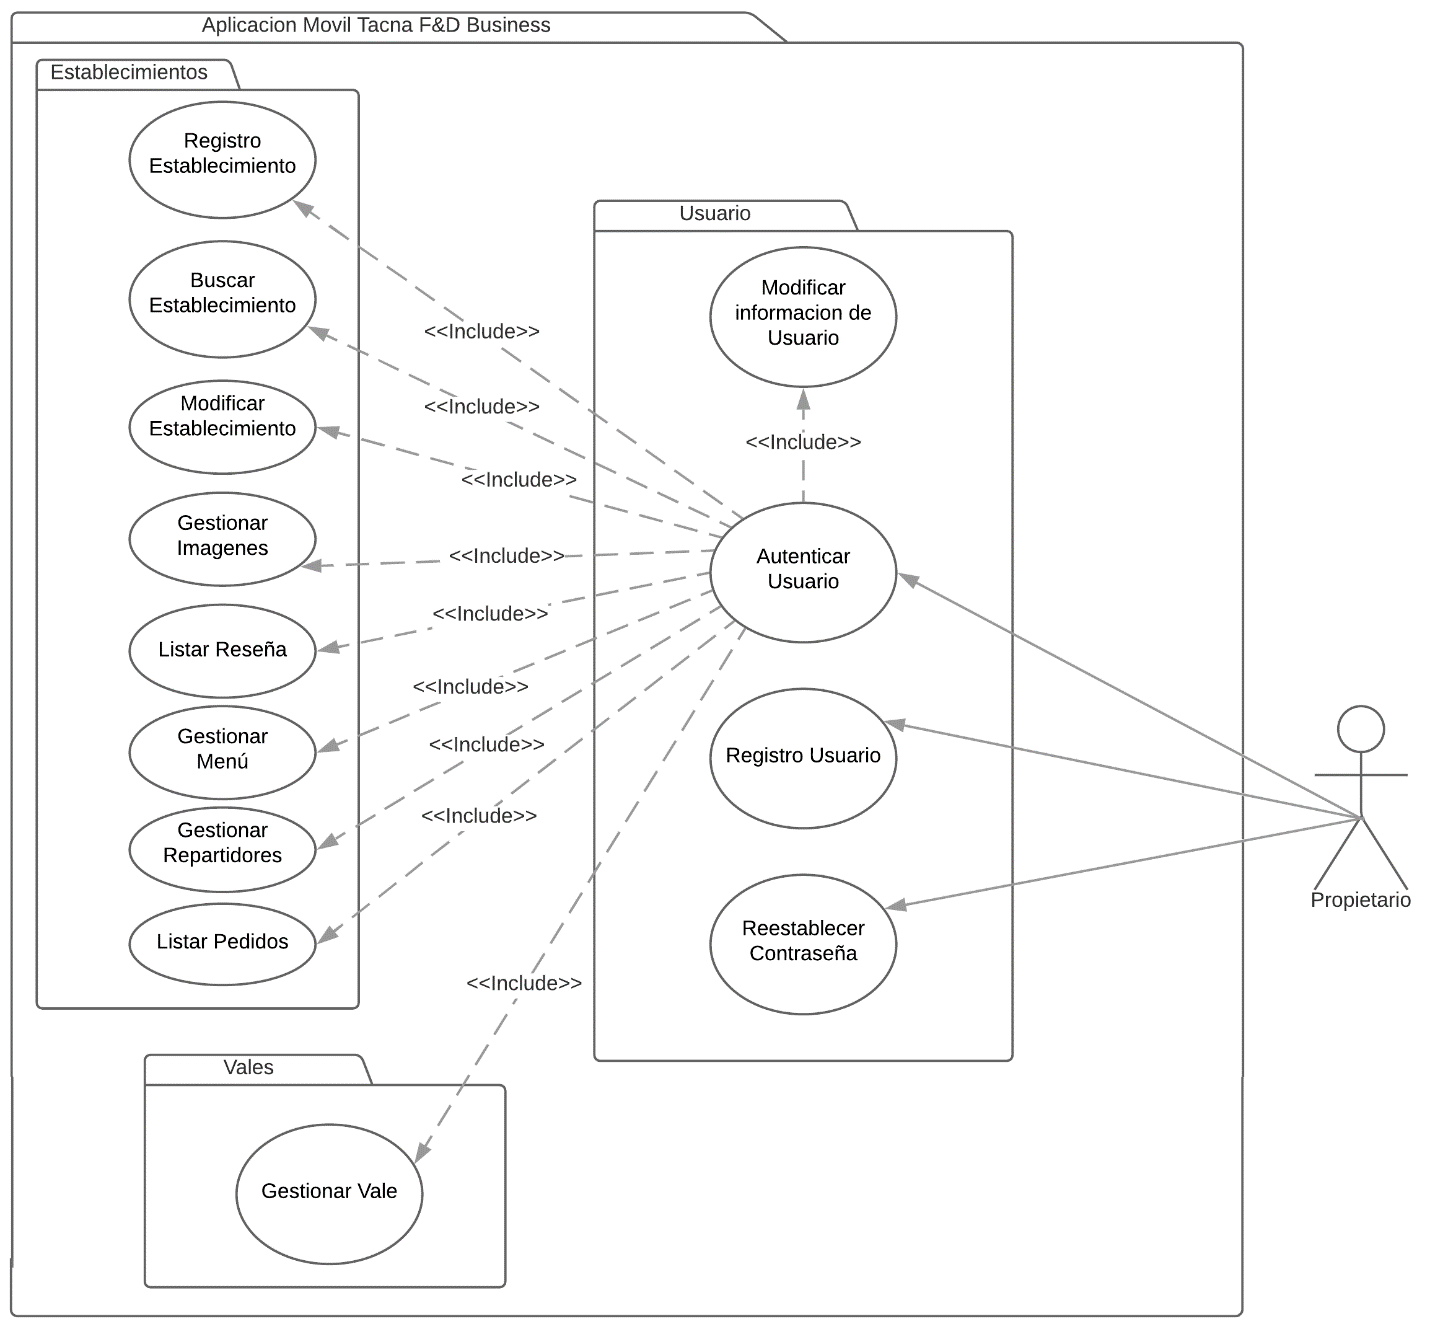 Aplicacion Movil Tacna F&D Business
Establecimientos
Registro
Establecimiento
Buscar
Establecimiento
Modificar
Establecimiento
Gestionar
Imagenes
Listar Reseña
Gestionar
Menú
Gestionar
Repartidores
Listar Pedidos
<<Include>>
<<Include>>
<<Include>>
<<Include>>
<<Include>>
<<Include>>
<<Include>>
<<Include>>
<<Include>>
Usuario
Modificar
informacion de
Usuario
<<Include>>
Autenticar
Usuario
Registro Usuario
Reestablecer
Contraseña
Propietario
Vales
Gestionar Vale